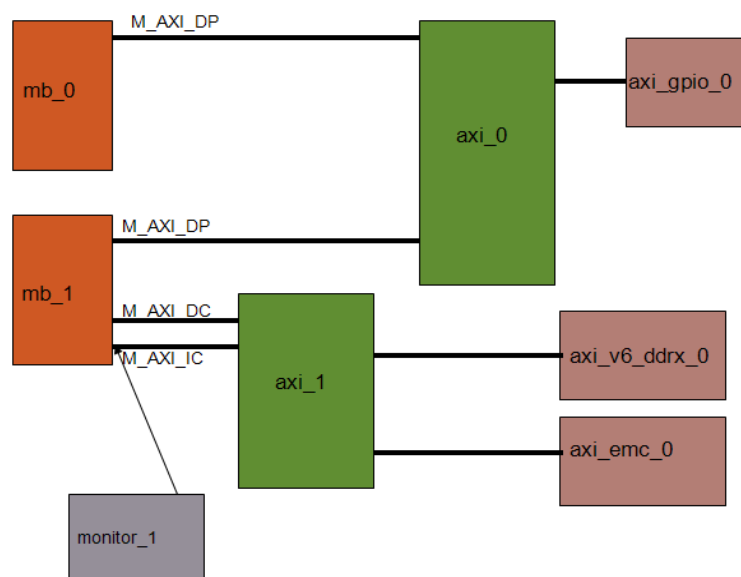 M_AXI_DP
mb_0
axi_gpio_0
axi_0
M_AXI_DP
mb_1
M_AXI_DC
M_AXI_IC
axi_1
axi_v6_ddrx_0
axi_emc_0
monitor_1